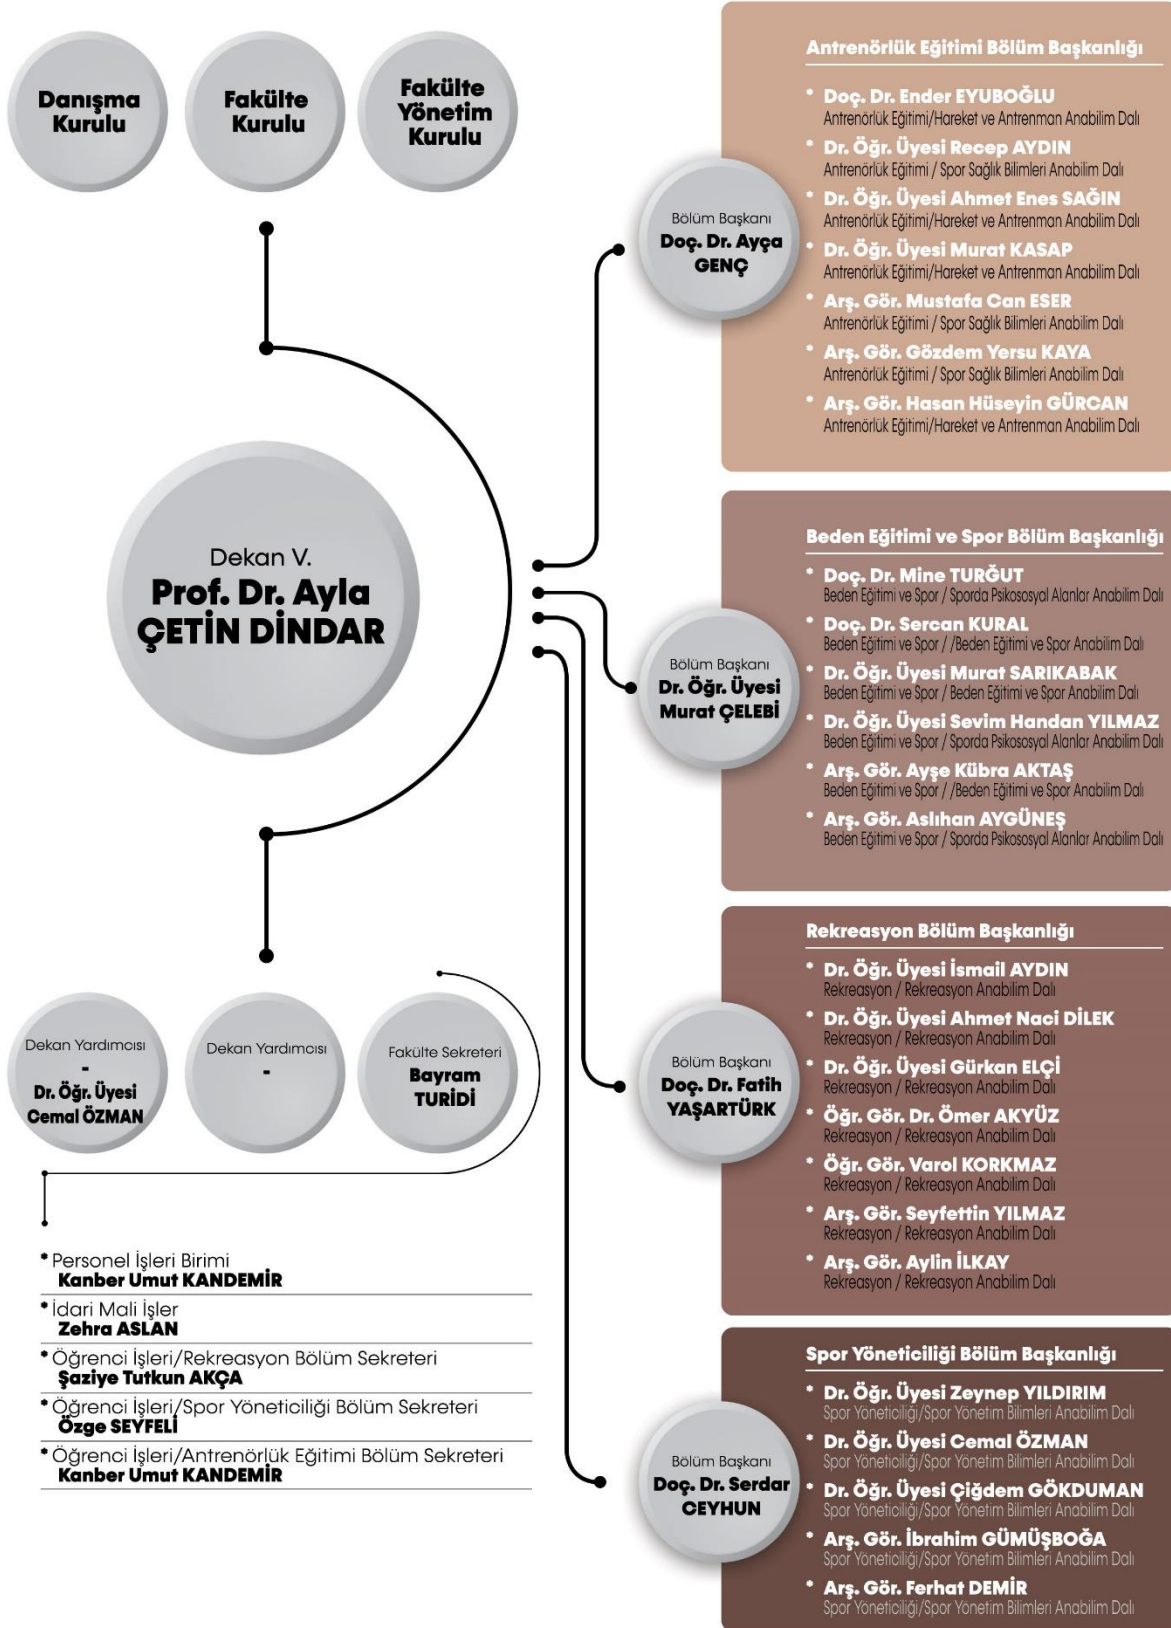 Danışma
Kurulu
Fakülte
Kurulu
Fakülte
Yönetim
Kurulu
Dekan V.
Prof. Dr. Ayla
ÇETİN DİNDAR
Dekan Yardımcısı
-
Dr. Öğr. Üyesi
Cemal ÖZMAN
Dekan Yardımcısı
-
Fakülte Sekreteri
Bayram
TURİDİ
* Personel İşleri Birimi
Kanber Umut KANDEMİR
* İdari Mali İşler
Zehra ASLAN
* Öğrenci İşleri/Rekreasyon Bölüm Sekreteri
Şaziye Tutkun AKÇA
* Öğrenci İşleri/Spor Yöneticiliği Bölüm Sekreteri
Özge SEYFELİ
* Öğrenci İşleri/Antrenörlük Eğitimi Bölüm Sekreteri
Kanber Umut KANDEMİR
Bölüm Başkanı
Doç. Dr. Ayça
GENÇ
Antrenörlük Eğitimi Bölüm Başkanlığı
* Doç. Dr. Ender EYUBOĞLU
Antrenörlük Eğitimi/Hareket ve Antrenman Anabilim Dalı
* Dr. Öğr. Üyesi Recep AYDIN
Antrenörlük Eğitimi / Spor Sağlık Bilimleri Anabilim Dalı
* Dr. Öğr. Üyesi Ahmet Enes SAĞIN
Antrenörlük Eğitimi/Hareket ve Antrenman Anabilim Dalı
* Dr. Öğr. Üyesi Murat KASAP
Antrenörlük Eğitimi/Hareket ve Antrenman Anabilim Dalı
* Arş. Gör. Mustafa Can ESER
Antrenörlük Eğitimi / Spor Sağlık Bilimleri Anabilim Dalı
* Arş. Gör. Gözdem Yersu KAYA
Antrenörlük Eğitimi / Spor Sağlık Bilimleri Anabilim Dalı
* Arş. Gör. Hasan Hüseyin GÜRCAN
Antrenörlük Eğitimi/Hareket ve Antrenman Anabilim Dalı
Bölüm Başkanı
Dr. Öğr. Üyesi
Murat ÇELEBİ
Beden Eğitimi ve Spor Bölüm Başkanlığı
* Doç. Dr. Mine TURĞUT
Beden Eğitimi ve Spor / Sporda Psikososyal Alanlar Anabilim Dalı
* Doç. Dr. Sercan KURAL
Beden Eğitimi ve Spor / /Beden Eğitimi ve Spor Anabilim Dalı
* Dr. Öğr. Üyesi Murat SARIKABAK
Beden Eğitimi ve Spor / Beden Eğitimi ve Spor Anabilim Dalı
* Dr. Öğr. Üyesi Sevim Handan YILMAZ
Beden Eğitimi ve Spor / Sporda Psikososyal Alanlar Anabilim Dalı
* Arş. Gör. Ayşe Kübra AKTAŞ
Beden Eğitimi ve Spor / /Beden Eğitimi ve Spor Anabilim Dalı
* Arş. Gör. Aslıhan AYGÜNEŞ
Beden Eğitimi ve Spor / Sporda Psikososyal Alanlar Anabilim Dalı
Bölüm Başkanı
Doç. Dr. Fatih
YAŞARTÜRK
Rekreasyon Bölüm Başkanlığı
* Dr. Öğr. Üyesi İsmail AYDIN
Rekreasyon / Rekreasyon Anabilim Dalı
* Dr. Öğr. Üyesi Ahmet Naci DİLEK
Rekreasyon / Rekreasyon Anabilim Dalı
* Dr. Öğr. Üyesi Gürkan ELÇİ
Rekreasyon / Rekreasyon Anabilim Dalı
* Öğr. Gör. Dr. Ömer AKYÜZ
Rekreasyon / Rekreasyon Anabilim Dalı
* Öğr. Gör. Varol KORKMAZ
Rekreasyon / Rekreasyon Anabilim Dalı
* Arş. Gör. Seyfettin YILMAZ
Rekreasyon / Rekreasyon Anabilim Dalı
* Arş. Gör. Aylin İLKAY
Rekreasyon / Rekreasyon Anabilim Dalı
Bölüm Başkanı
Doç. Dr. Serdar
CEYHUN
Spor Yöneticiliği Bölüm Başkanlığı
* Dr. Öğr. Üyesi Zeynep YILDIRIM
Spor Yöneticiliği/Spor Yönetim Bilimleri Anabilim Dalı
* Dr. Öğr. Üyesi Cemal ÖZMAN
Spor Yöneticiliği/Spor Yönetim Bilimleri Anabilim Dalı
* Dr. Öğr. Üyesi Çiğdem GÖKDUMAN
Spor Yöneticiliği/Spor Yönetim Bilimleri Anabilim Dalı
* Arş. Gör. İbrahim GÜMÜŞBOĞA
Spor Yöneticiliği/Spor Yönetim Bilimleri Anabilim Dalı
* Arş. Gör. Ferhat DEMİR
Spor Yöneticiliği/Spor Yönetim Bilimleri Anabilim Dalı